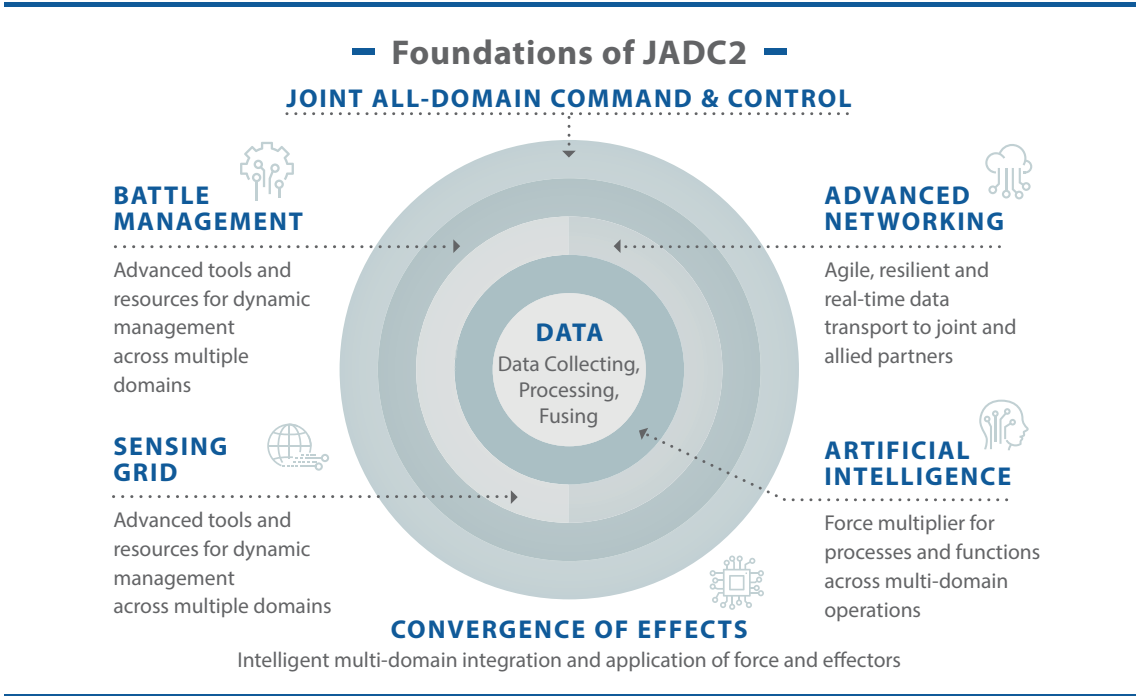 Foundations of JADC2
JOINT ALL-DOMAIN COMMAND & CONTROL
BATTLE
MANAGEMENT
Advanced tools and
resources for dynamic
management
across multiple
domains
ADVANCED
NETWORKING
Agile, resilient and
real-time data
transport to joint and
allied partners
DATA
Data Collecting,
Processing,
Fusing
SENSING
GRID
Advanced tools and
resources for dynamic
management
across multiple domains
ARTIFICIAL
INTELLIGENCE
Force multiplier for
processes and functions
across multi-domain
operations
CONVERGENCE OF EFFECTS
Intelligent multi-domain integration and application of force and effectors